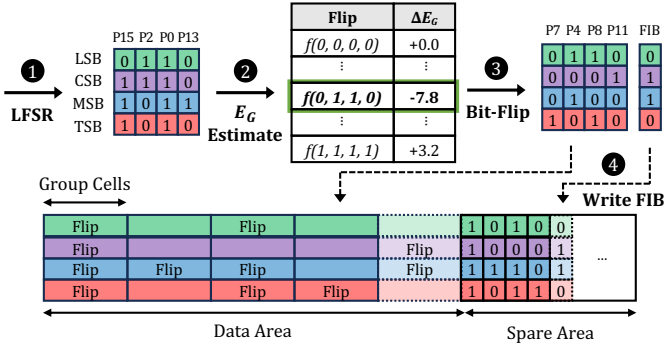 P15 P2 P0 P13
LSB 0 1 1 0
CSB 1 1 1 0
MSB 1 0 1 1
TSB 1 0 1 0
1
LFSR
2
E_G
Estimate
Flip ΔE_G
f(0, 0, 0, 0) +0.0
⋮ ⋮
f(0, 1, 1, 0) -7.8
⋮ ⋮
f(1, 1, 1, 1) +3.2
3
Bit-Flip
P7 P4 P8 P11 FIB
0 1 1 0 0
0 0 0 1 1
0 1 0 0 1
1 0 1 0 0
4
Write FIB
Group Cells
Flip Flip 1 0 1 0 0
Flip Flip 1 0 0 0 1
Flip Flip Flip Flip 1 1 1 0 1
Flip Flip Flip 1 0 1 1 0
...
Data Area Spare Area